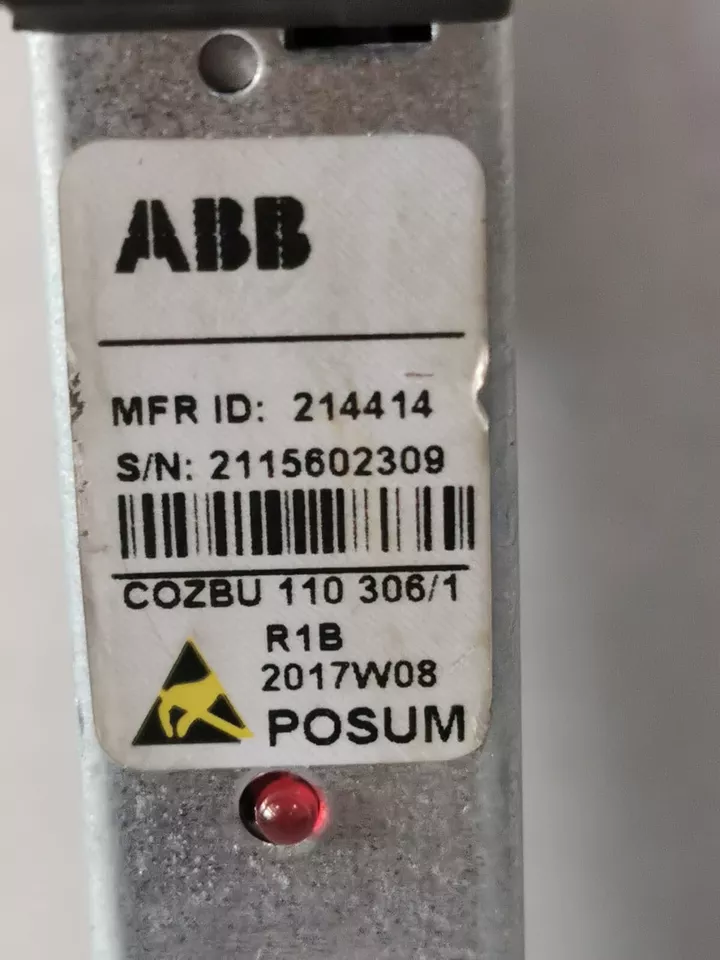 ABB
MFR ID: 214414
S/N: 2115602309
COZBU 110 306/1
R1B
2017W08
POSUM